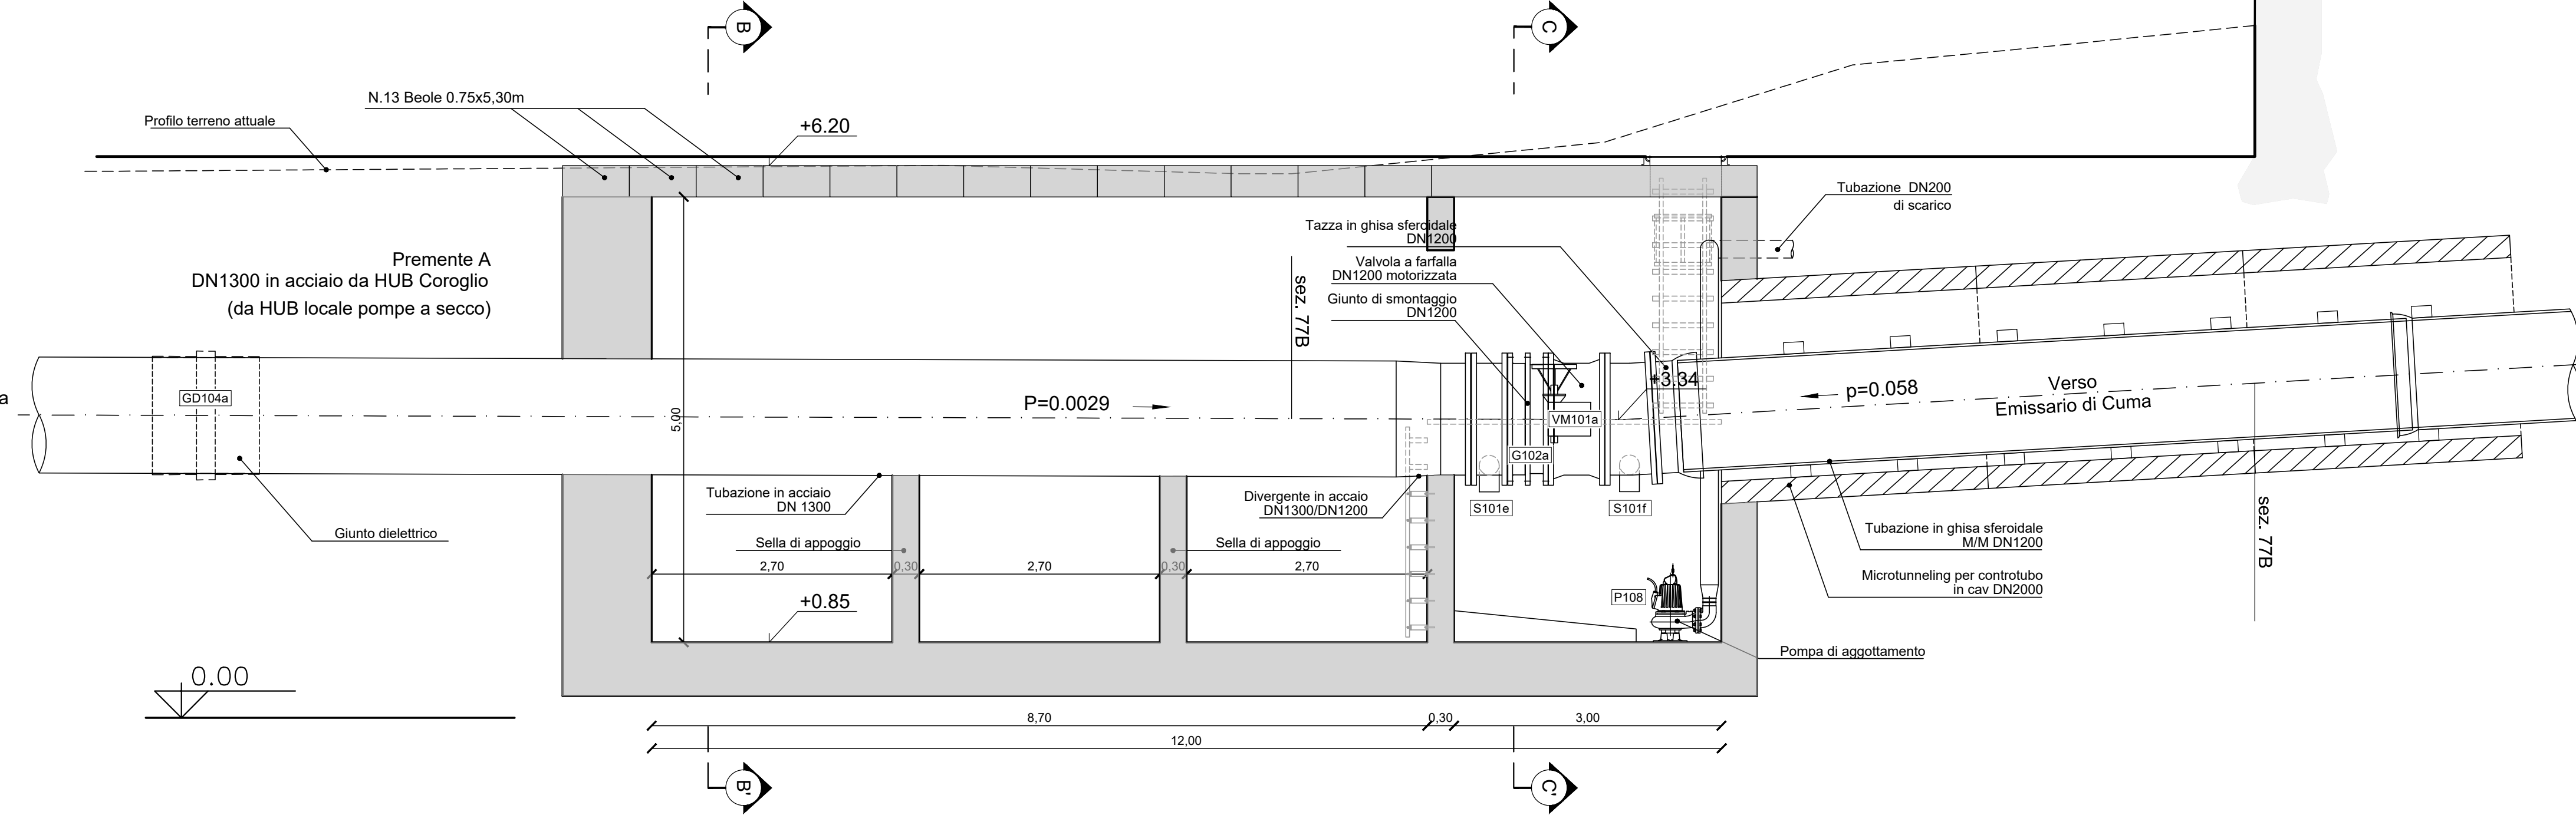 B
C
N.13 Beole 0.75x5,30m
Profilo terreno attuale
+6.20
Tubazione DN200
di scarico
Tazza in ghisa sferoidale
DN1200
Valvola a farfalla
DN1200 motorizzata
Giunto di smontaggio
DN1200
sez. 77B
Premente A
DN1300 in acciaio da HUB Coroglio
(da HUB locale pompe a secco)
a
GD104a
5,00
P=0.0029
+3.34
p=0.058
Verso
Emissario di Cuma
VM101a
G102a
S101e
S101f
Tubazione in acciaio
DN 1300
Divergente in accaio
DN1300/DN1200
Giunto dielettrico
Sella di appoggio
Sella di appoggio
2,70
0,30
2,70
0,30
2,70
+0.85
P108
Tubazione in ghisa sferoidale
M/M DN1200
Microtunneling per controtubo
in cav DN2000
sez. 77B
Pompa di aggottamento
0.00
8,70
0,30
3,00
12,00
B'
C'